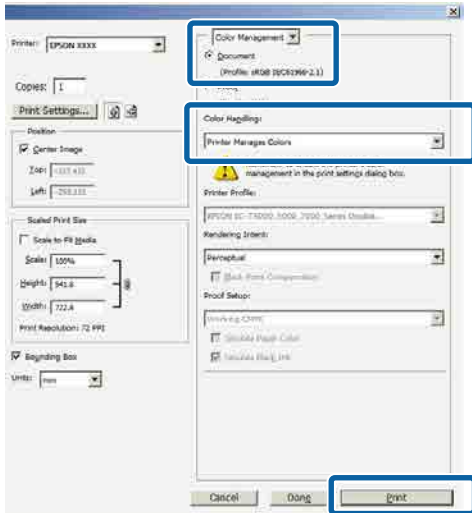 Printer: EPSON XXXX
Copies: 1
Print Settings...
Position
Center Image
Top:
Left:
Scaled Print Size
Scale to Fit Media
Scale: 100%
Height: 541.8
Width: 722.4
Print Resolution: 72 PPI
Bounding Box
Units: mm
Color Management
Document
(Profile: sRGB IEC61966-2.1)
Color Handling:
Printer Manages Colors
management in the print settings dialog box.
Printer Profile:
Rendering Intent:
Perceptual
Black Point Compensation
Proof Setup:
Working CMYK
Simulate Paper Color
Simulate Black Ink
Cancel
Done
Print